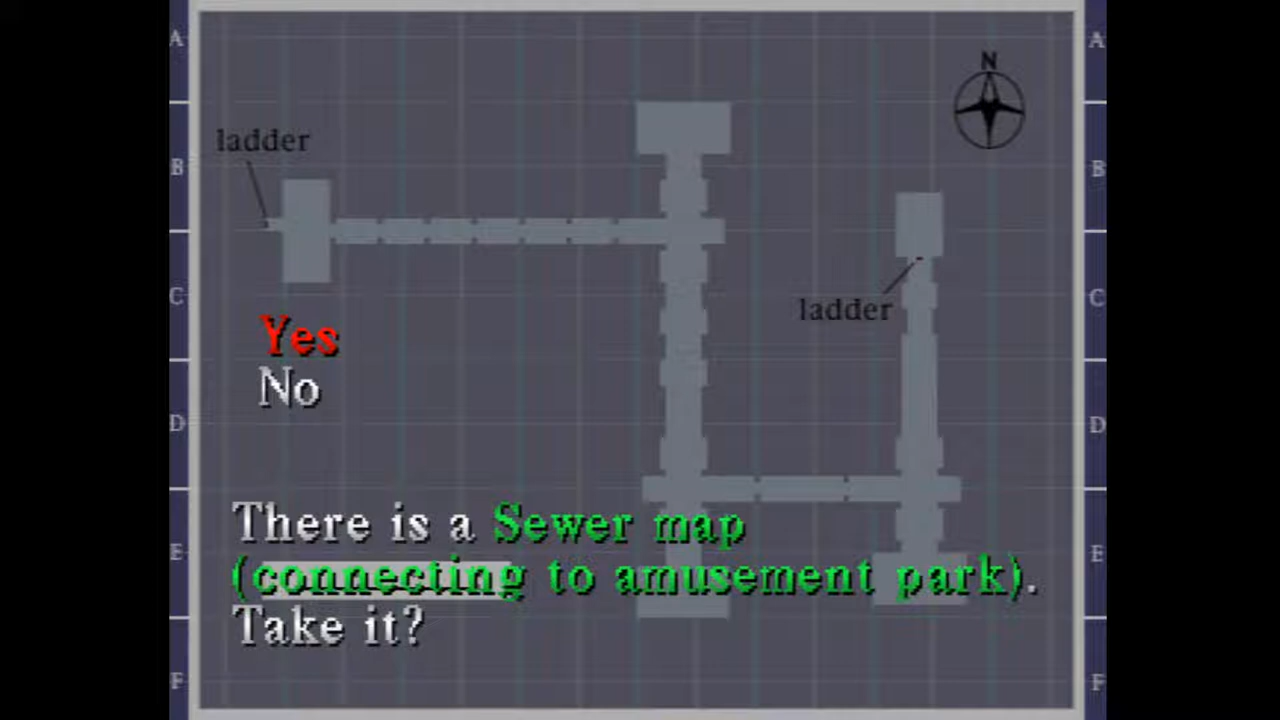 A
A
N
ladder
B
B
C
C
ladder
Yes
No
D
D
There is a Sewer map
E
E
(connecting to amusement park).
Take it?
F
F